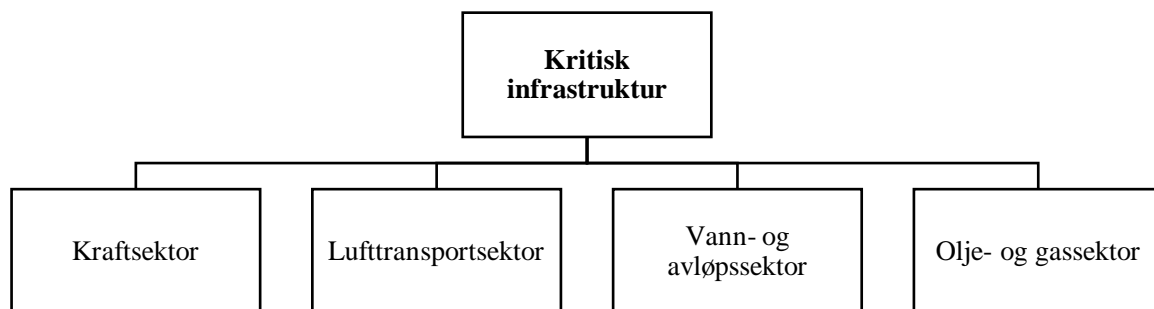 Kritisk
infrastruktur
Kraftsektor
Lufttransportsektor
Vann- og
avløpssektor
Olje- og gassektor